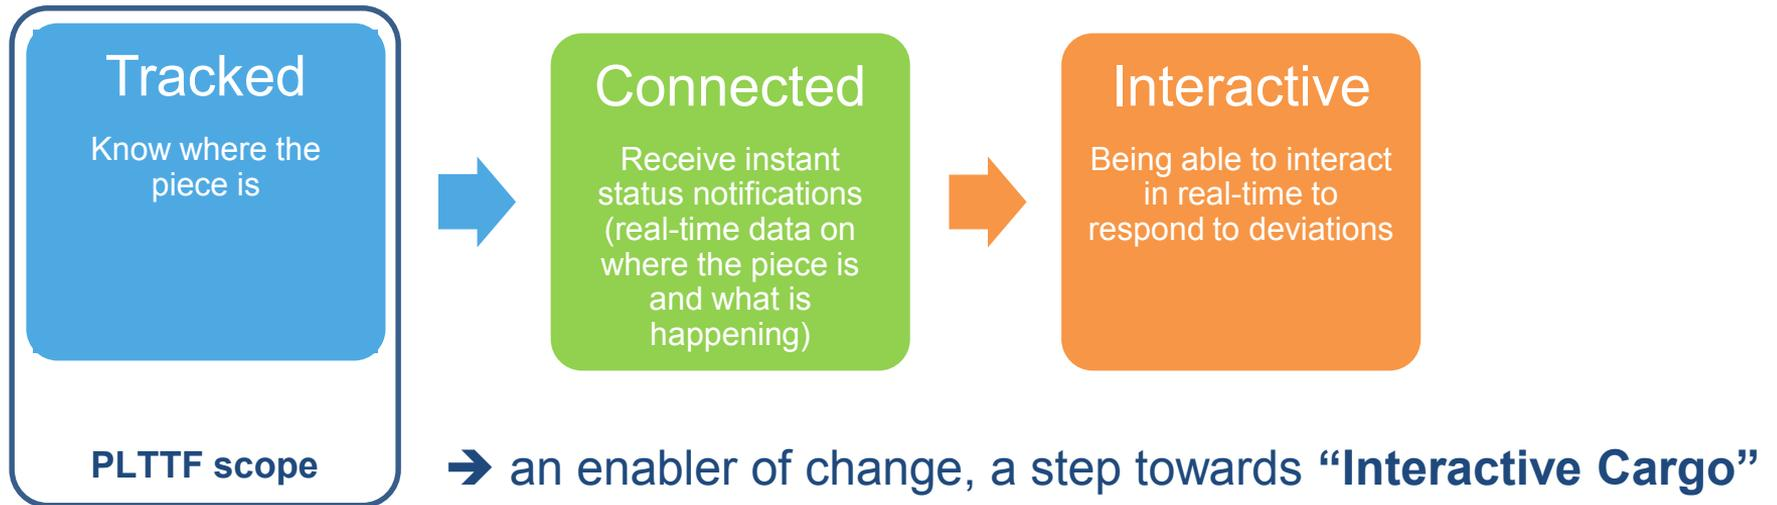 Tracked
Know where the
piece is
Connected
Receive instant
status notifications
(real-time data on
where the piece is
and what is
happening)
Interactive
Being able to interact
in real-time to
respond to deviations
PLTTF scope
➔ an enabler of change, a step towards “Interactive Cargo”